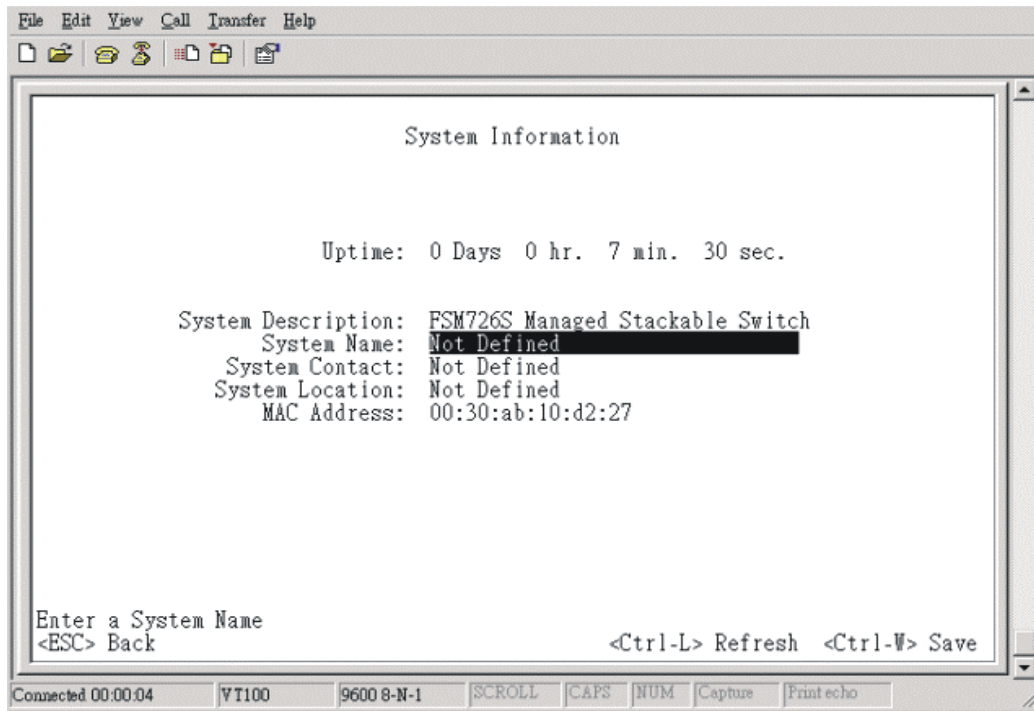 File Edit View Call Transfer Help
System Information
Uptime: 0 Days 0 hr. 7 min. 30 sec.
System Description: FSM726S Managed Stackable Switch
System Name: Not Defined
System Contact: Not Defined
System Location: Not Defined
MAC Address: 00:30:ab:10:d2:27
Enter a System Name
<ESC> Back <Ctrl-L> Refresh <Ctrl-W> Save
Connected 00:00:04 VT100 9600 8-N-1 SCROLL CAPS NUM Capture Print echo